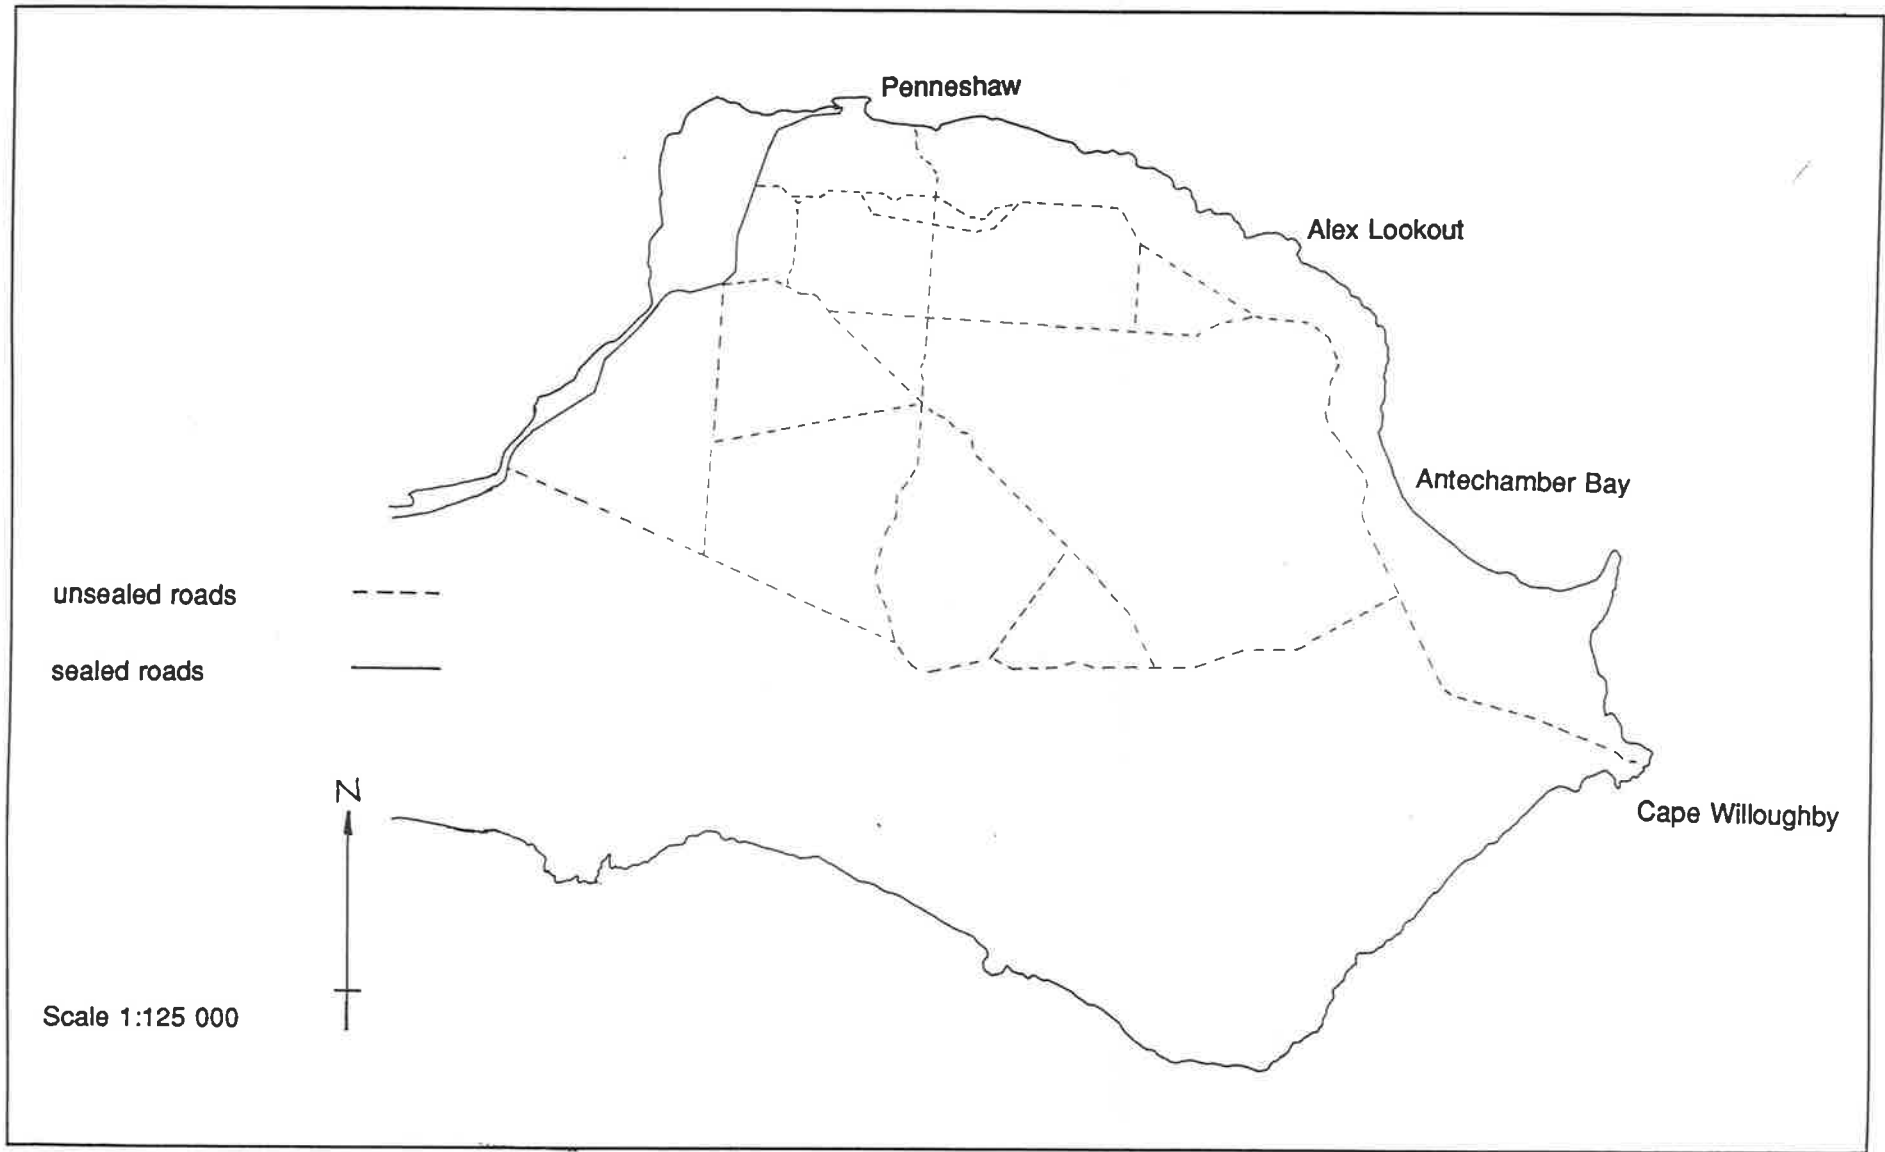 Penneshaw
Alex Lookout
Antechamber Bay
unsealed roads
sealed roads
N
Cape Willoughby
Scale 1:125 000